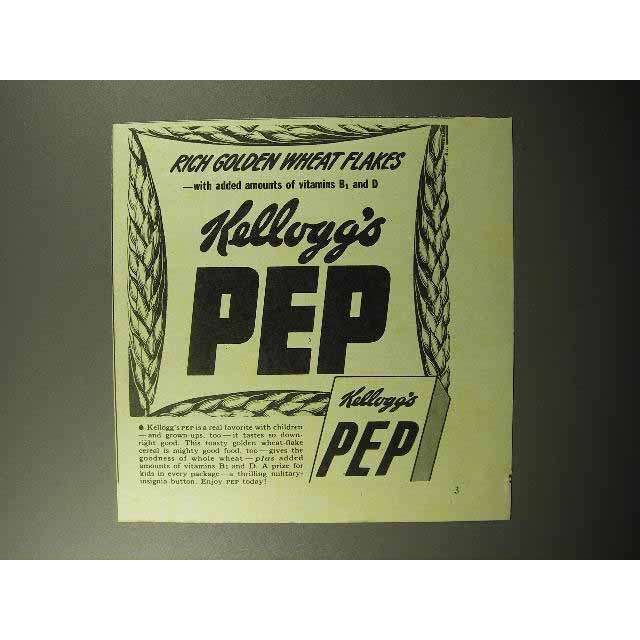 RICH GOLDEN WHEAT FLAKES
—with added amounts of vitamins B₁ and D
Kellogg's
PEP
Kellogg's
PEP
● Kellogg's PEP is a real favorite with children
—and grown-ups, too—it tastes so down-
right good. This toasty golden wheat-flake
cereal is mighty good food, too—gives the
goodness of whole wheat—plus added
amounts of vitamins B₁ and D. A prize for
kids in every package—a thrilling military-
insignia button. Enjoy PEP today!
3